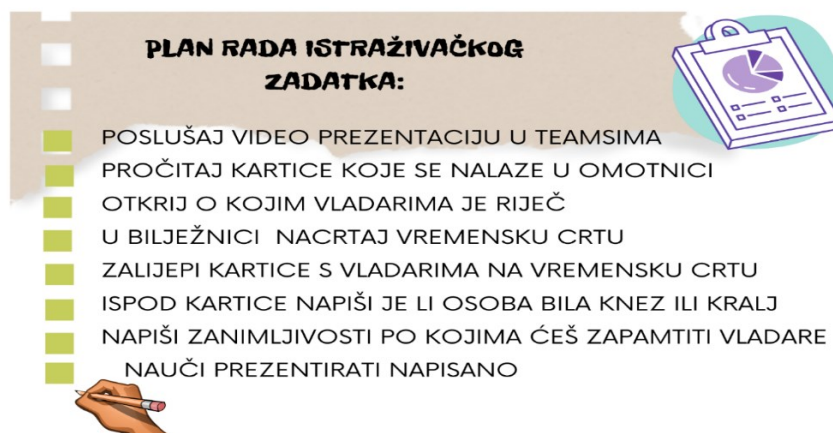 PLAN RADA ISTRAŽIVAČKOG
ZADATKA:
POSLUŠAJ VIDEO PREZENTACIJU U TEAMSIMA
PROČITAJ KARTICE KOJE SE NALAZE U OMOTNICI
OTKRIJ O KOJIM VLADARIMA JE RIJEČ
U BILJEŽNICI NACRTAJ VREMENSKU CRTU
ZALIJEPI KARTICE S VLADARIMA NA VREMENSKU CRTU
ISPOD KARTICE NAPIŠI JE LI OSOBA BILA KNEZ ILI KRALJ
NAPIŠI ZANIMLJIVOSTI PO KOJIMA ĆEŠ ZAPAMTITI VLADARE
NAUČI PREZENTIRATI NAPISANO